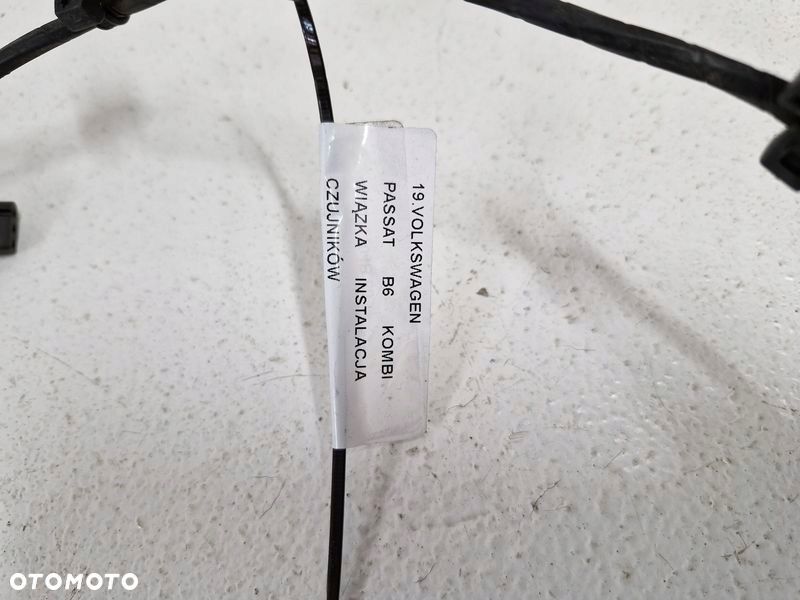 19.VOLKSWAGEN
PASSAT B6 KOMBI
WIĄZKA INSTALACJA
CZUJNIKÓW
OTOMOTO